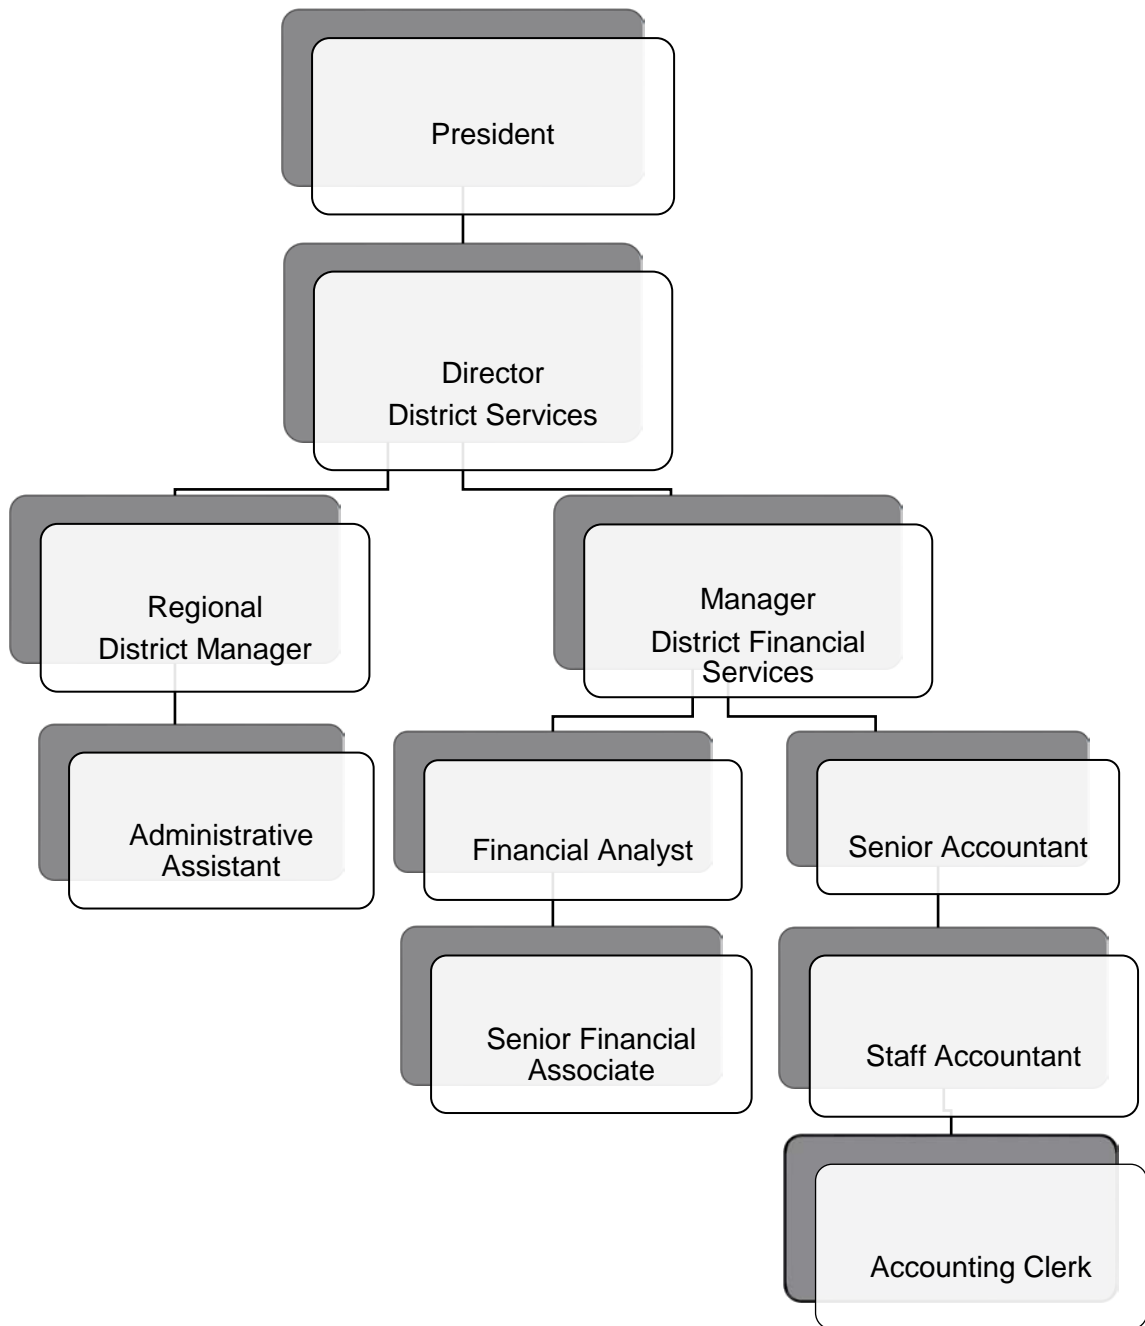 President
Director
District Services
Regional
District Manager
Manager
District Financial
Services
Administrative
Assistant
Financial Analyst
Senior Accountant
Senior Financial
Associate
Staff Accountant
Accounting Clerk